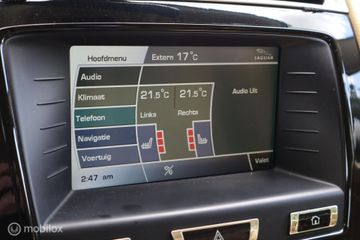 Hoofdmenu Extern 17°C JAGUAR
Audio
Klimaat 21.5°C 21.5°C Audio Uit
Telefoon Links Rechts
Navigatie
Voertuig
2:47 am Valet
Mobilox